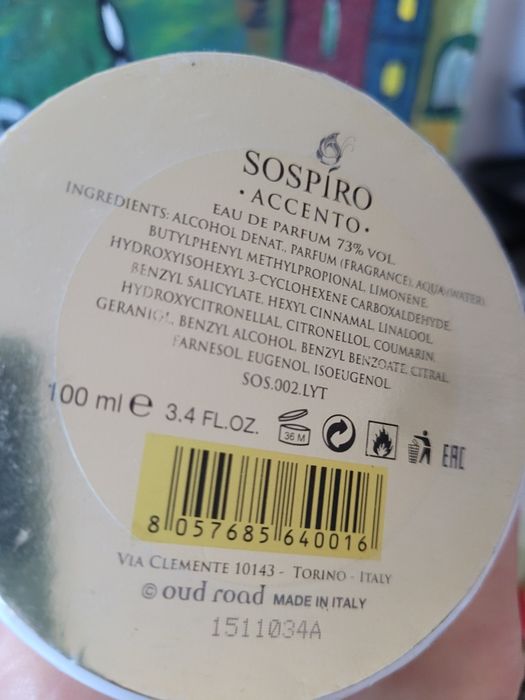 SOSPÍRO
• ACCENTO •
EAU DE PARFUM 73% VOL.
INGREDIENTS: ALCOHOL DENAT., PARFUM (FRAGRANCE), AQUA (WATER)
BUTYLPHENYL METHYLPROPIONAL, LIMONENE,
HYDROXYISOHEXYL 3-CYCLOHEXENE CARBOXALDEHYDE,
BENZYL SALICYLATE, HEXYL CINNAMAL, LINALOOL,
HYDROXYCITRONELLAL, CITRONELLOL, COUMARIN,
GERANIOL, BENZYL ALCOHOL, BENZYL BENZOATE, CITRAL,
FARNESOL, EUGENOL, ISOEUGENOL.
SOS.002.LYT
100 ml ℮ 3.4 FL.OZ. 36 M EAC
8 057685 640016
VIA CLEMENTE 10143 - TORINO - ITALY
© oud road MADE IN ITALY
1511034A